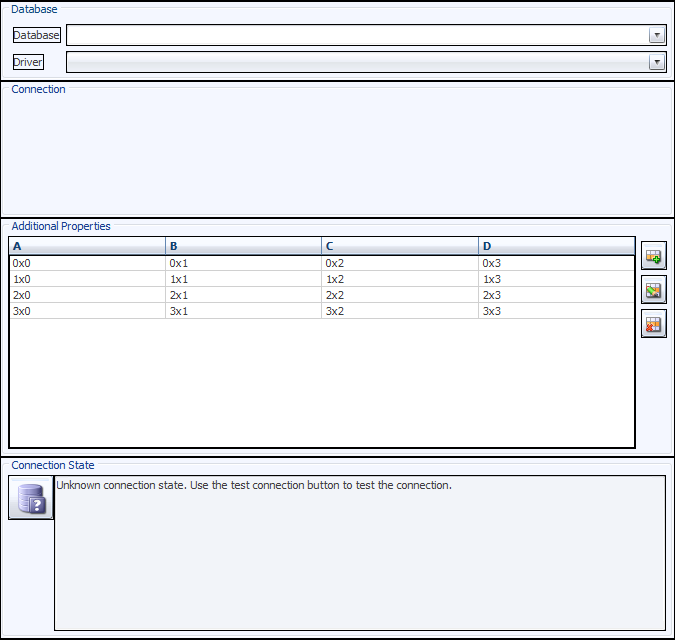 Database
Database
Driver
Connection
Additional Properties
A B C D
0x0 0x1 0x2 0x3
1x0 1x1 1x2 1x3
2x0 2x1 2x2 2x3
3x0 3x1 3x2 3x3
Connection State
Unknown connection state. Use the test connection button to test the connection.
?